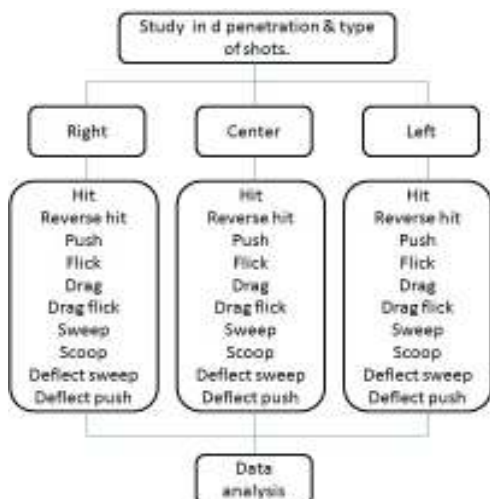 Study in d penetration & type
of shots.
Right
Center
Left
Hit
Reverse hit
Push
Flick
Drag
Drag flick
Sweep
Scoop
Deflect sweep
Deflect push
Hit
Reverse hit
Push
Flick
Drag
Drag flick
Sweep
Scoop
Deflect sweep
Deflect push
Hit
Reverse hit
Push
Flick
Drag
Drag flick
Sweep
Scoop
Deflect sweep
Deflect push
Data
analysis